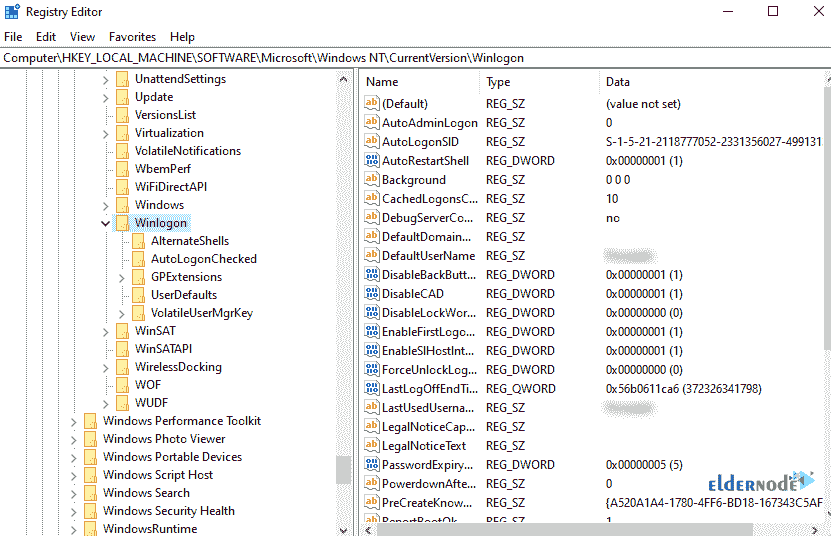 Registry Editor
File Edit View Favorites Help
Computer\HKEY_LOCAL_MACHINE\SOFTWARE\Microsoft\Windows NT\CurrentVersion\Winlogon
UnattendSettings
Update
VersionsList
Virtualization
VolatileNotifications
WbemPerf
WiFiDirectAPI
Windows
Winlogon
AlternateShells
AutoLogonChecked
GPExtensions
UserDefaults
VolatileUserMgrKey
WinSAT
WinSATAPI
WirelessDocking
WOF
WUDF
Windows Performance Toolkit
Windows Photo Viewer
Windows Portable Devices
Windows Script Host
Windows Search
Windows Security Health
WindowsRuntime
Name Type Data
(Default) REG_SZ (value not set)
AutoAdminLogon REG_SZ 0
AutoLogonSID REG_SZ S-1-5-21-2118777052-2331356027-499131
AutoRestartShell REG_DWORD 0x00000001 (1)
Background REG_SZ 0 0 0
CachedLogonsC... REG_SZ 10
DebugServerCo... REG_SZ no
DefaultDomain... REG_SZ
DefaultUserName REG_SZ
DisableBackButt... REG_DWORD 0x00000001 (1)
DisableCAD REG_DWORD 0x00000001 (1)
DisableLockWor... REG_DWORD 0x00000000 (0)
EnableFirstLogo... REG_DWORD 0x00000001 (1)
EnableSIHostInt... REG_DWORD 0x00000001 (1)
ForceUnlockLog... REG_DWORD 0x00000000 (0)
LastLogOffEndTi... REG_QWORD 0x56b0611ca6 (372326341798)
LastUsedUserna... REG_SZ
LegalNoticeCap... REG_SZ
LegalNoticeText REG_SZ
PasswordExpiry... REG_DWORD 0x00000005 (5)
PowerdownAfte... REG_SZ 0
PreCreateKnow... REG_SZ {A520A1A4-1780-4FF6-BD18-167343C5AF
ReportBootOk REG_SZ 1
ELDERNODE